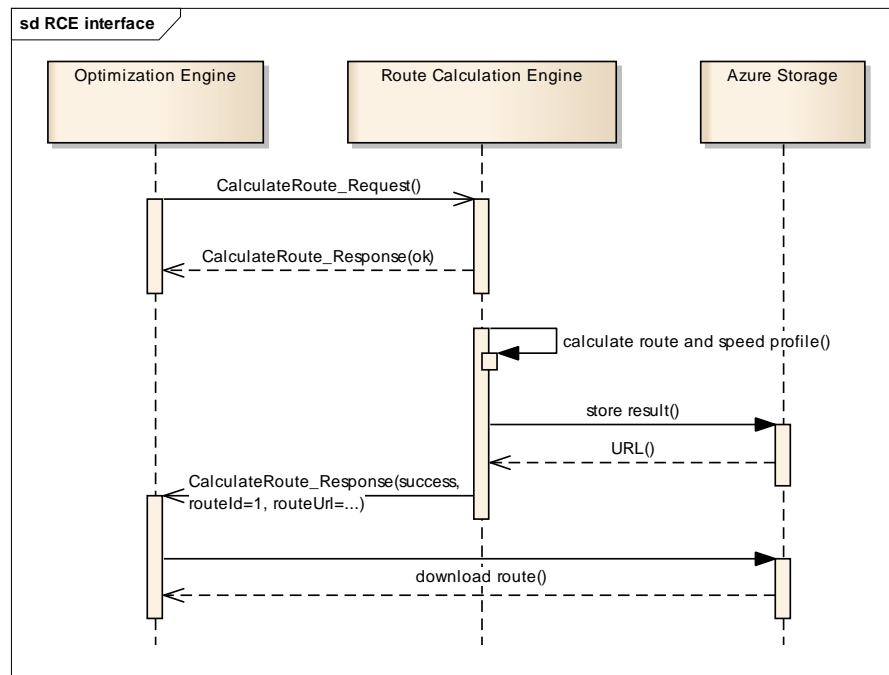 sd RCE interface
Optimization Engine
Route Calculation Engine
Azure Storage
CalculateRoute_Request()
CalculateRoute_Response(ok)
calculate route and speed profile()
store result()
URL()
CalculateRoute_Response(success,
routeId=1, routeUrl=...)
download route()